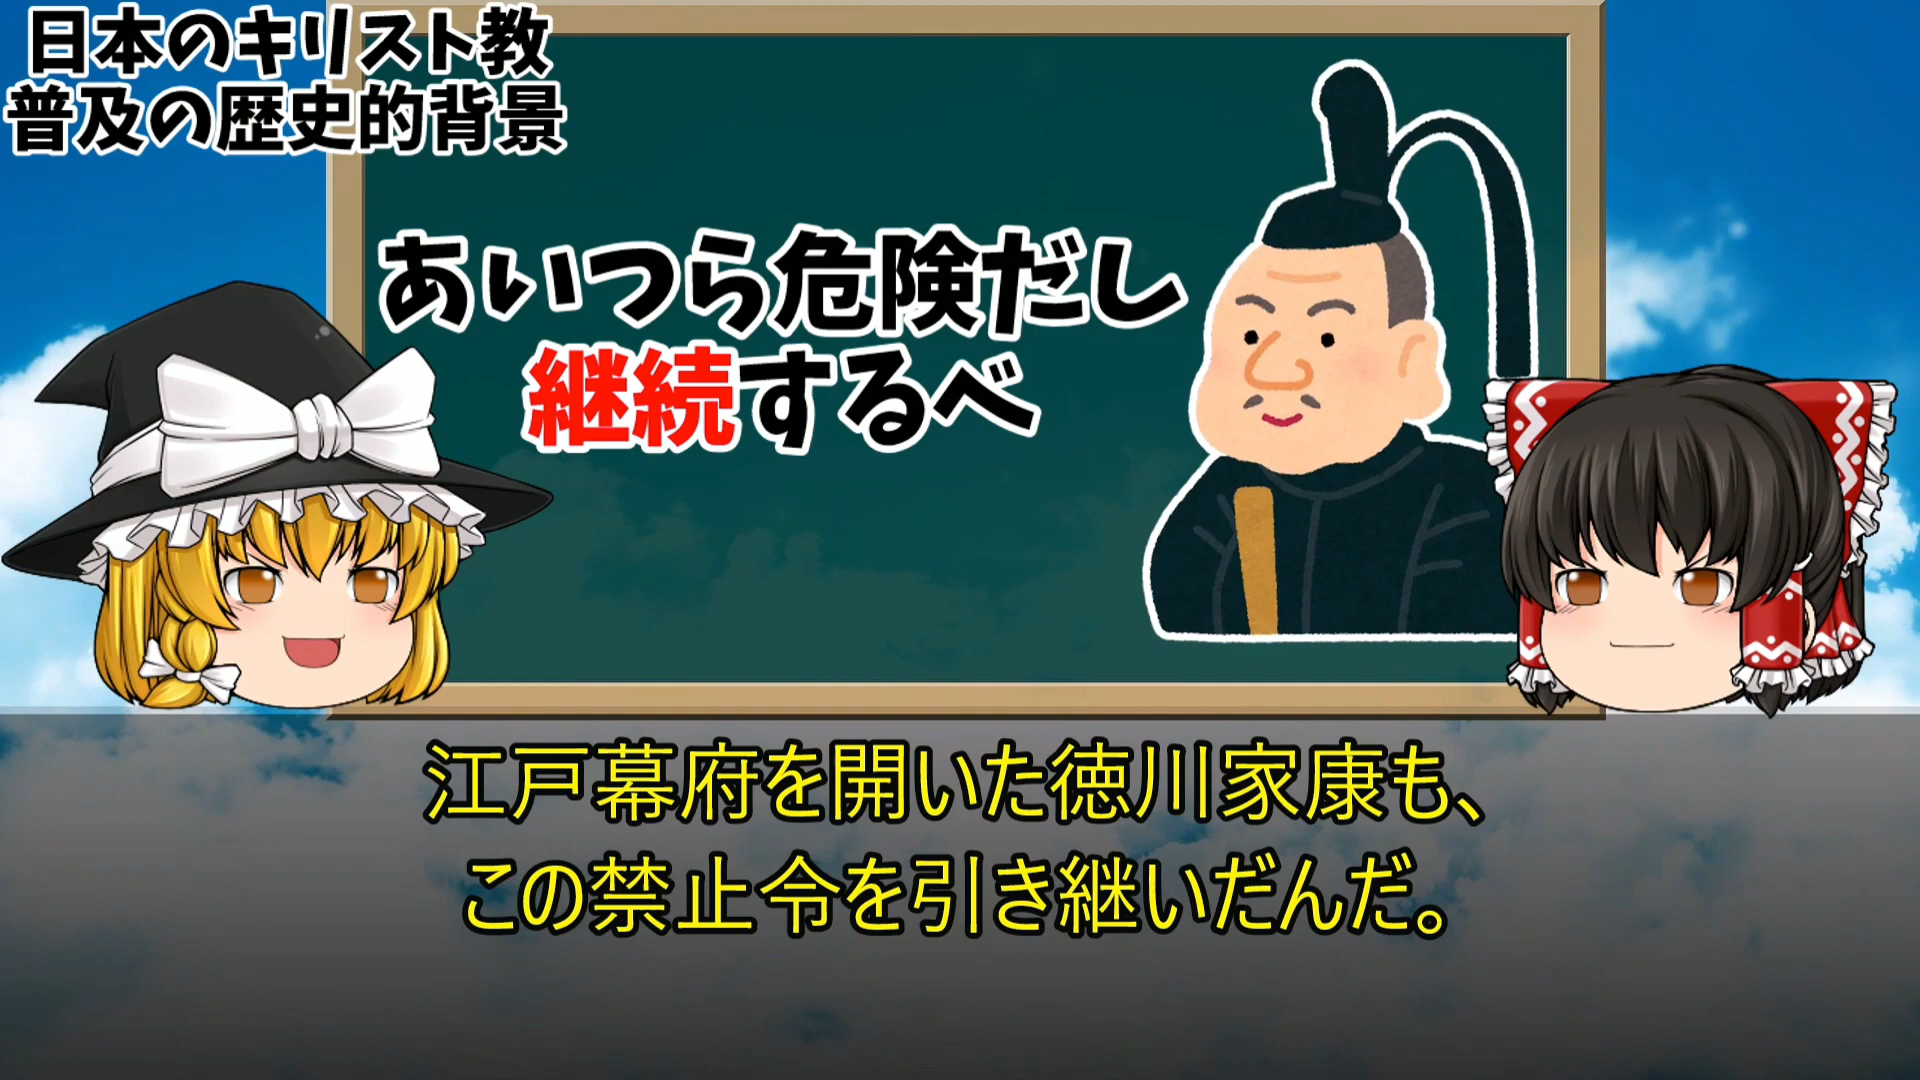 日本のキリスト教
普及の歴史的背景
あいつら危険だし
継続するべ
江戸幕府を開いた徳川家康も、
この禁止令を引き継いだんだ。